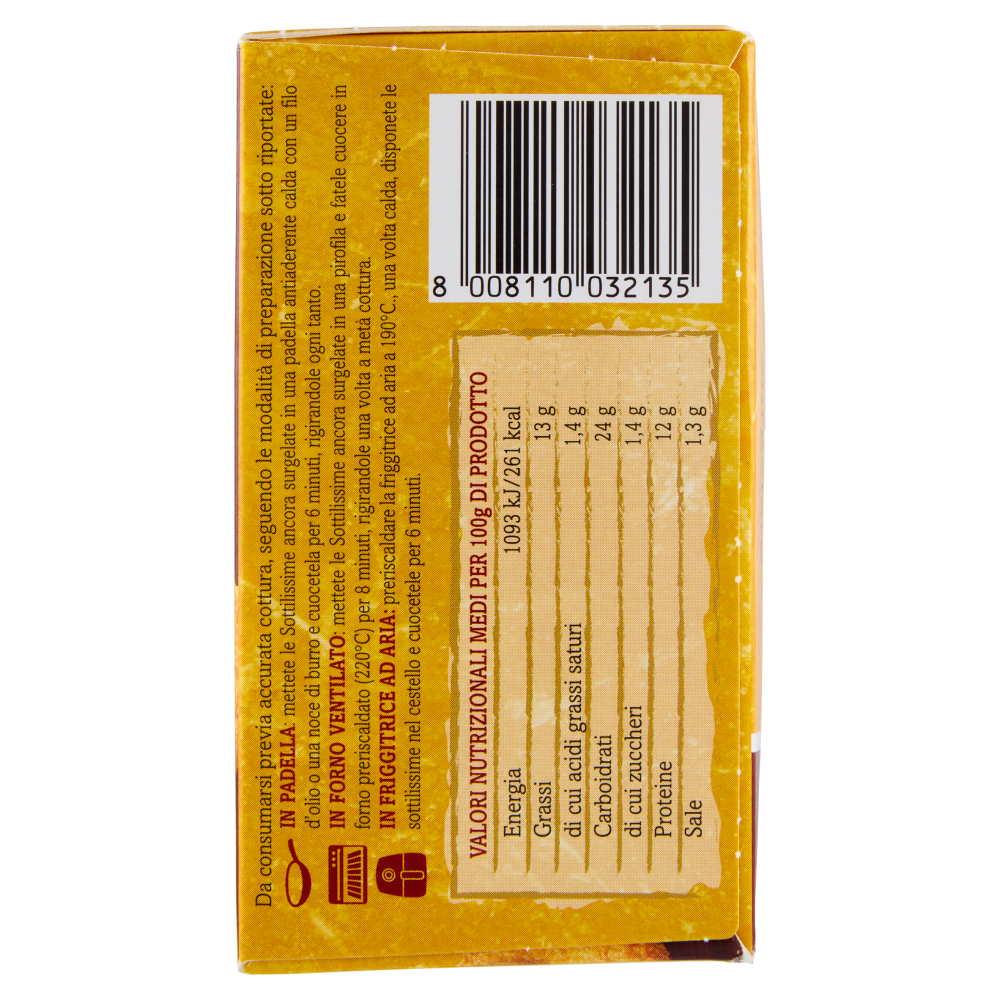 Da consumarsi previa accurata cottura, seguendo le modalità di preparazione sotto riportate:
IN PADELLA: mettete le Sottilissime ancora surgelate in una padella antiaderente calda con un filo
d'olio o una noce di burro e cuocetela per 6 minuti, rigirandole ogni tanto.
IN FORNO VENTILATO: mettete le Sottilissime ancora surgelate in una pirofila e fatele cuocere in
forno preriscaldato (220°C) per 8 minuti, rigirandole una volta a metà cottura.
IN FRIGGITRICE AD ARIA: preriscaldare la friggitrice ad aria a 190°C., una volta calda, disponete le
sottilissime nel cestello e cuocetele per 6 minuti.
VALORI NUTRIZIONALI MEDI PER 100g DI PRODOTTO
Energia 1093 kJ/261 kcal
Grassi 13 g
di cui acidi grassi saturi 1,4 g
Carboidrati 24 g
di cui zuccheri 1,4 g
Proteine 12 g
Sale 1,3 g
8 008110 032135